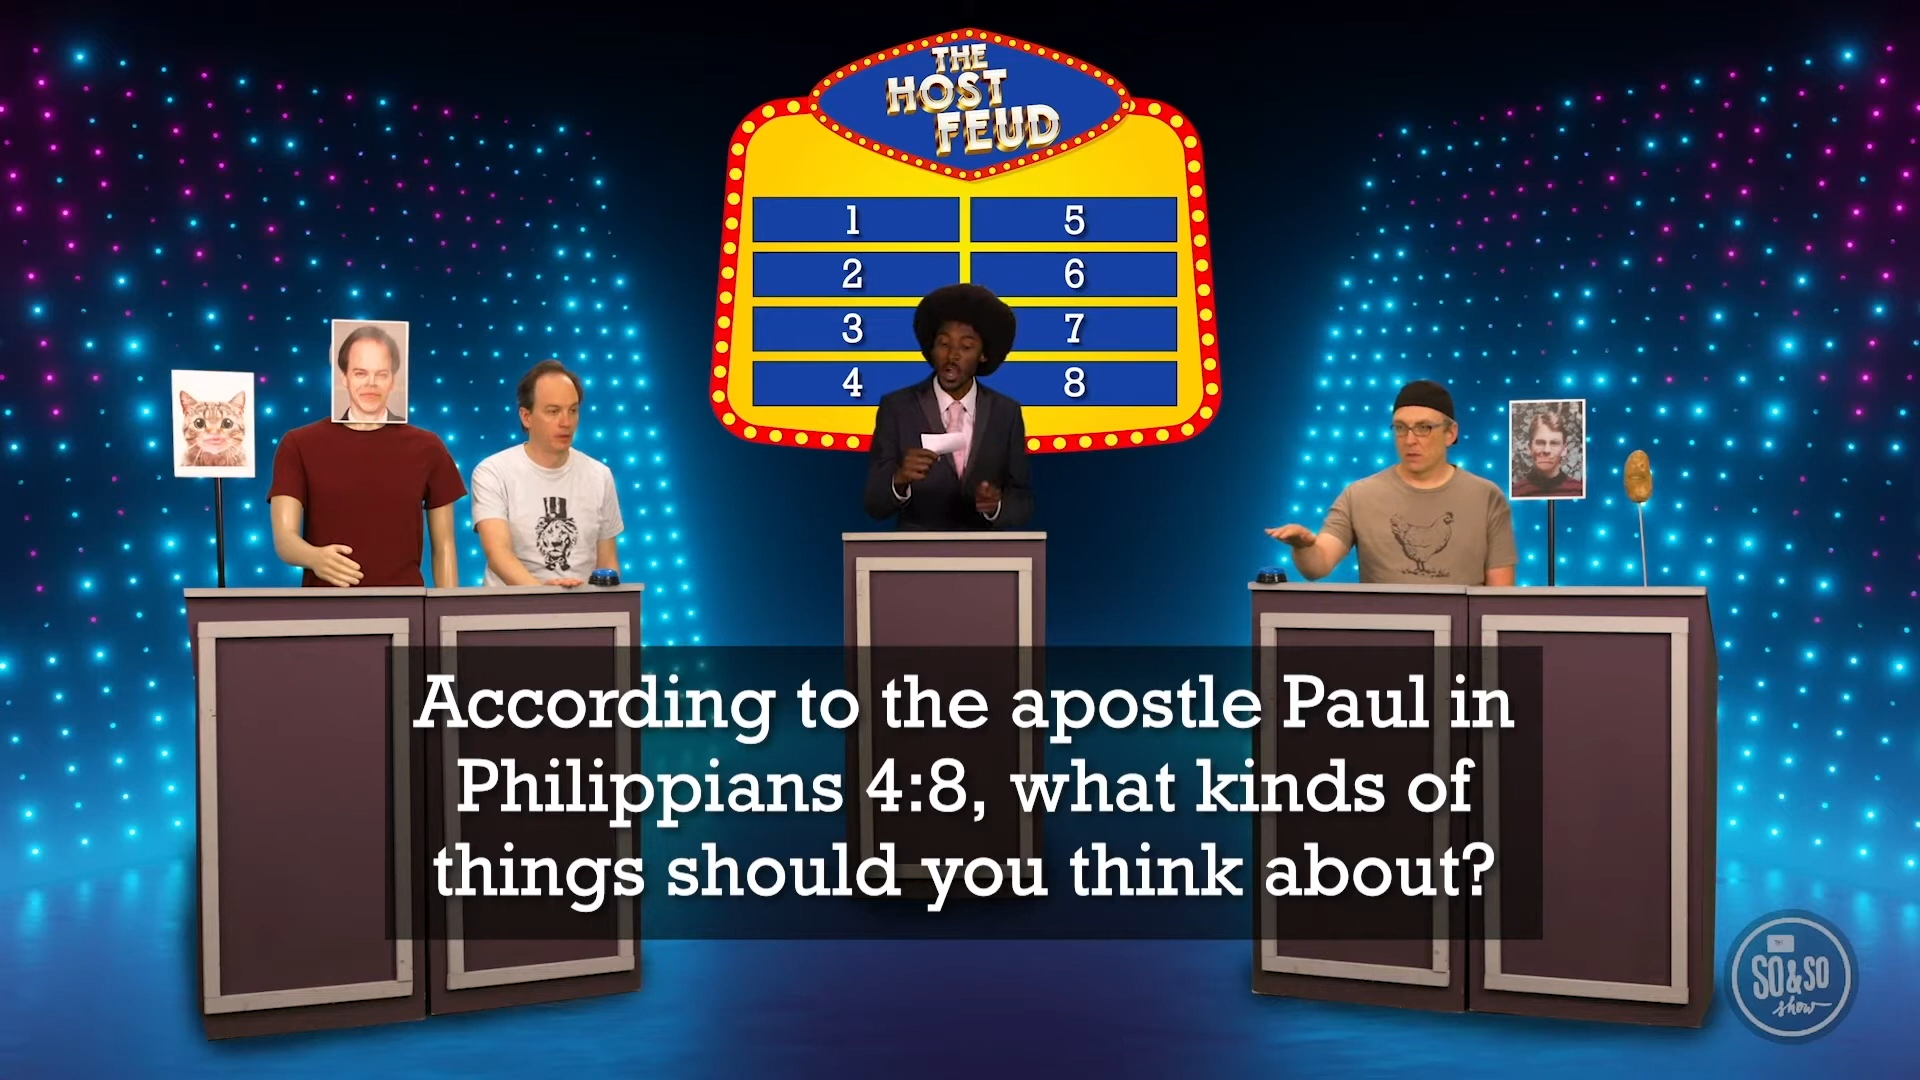 THE
HOST
FEUD
1
5
2
6
3
7
4
8
According to the apostle Paul in
Philippians 4:8, what kinds of
things should you think about?
SO & SO
show